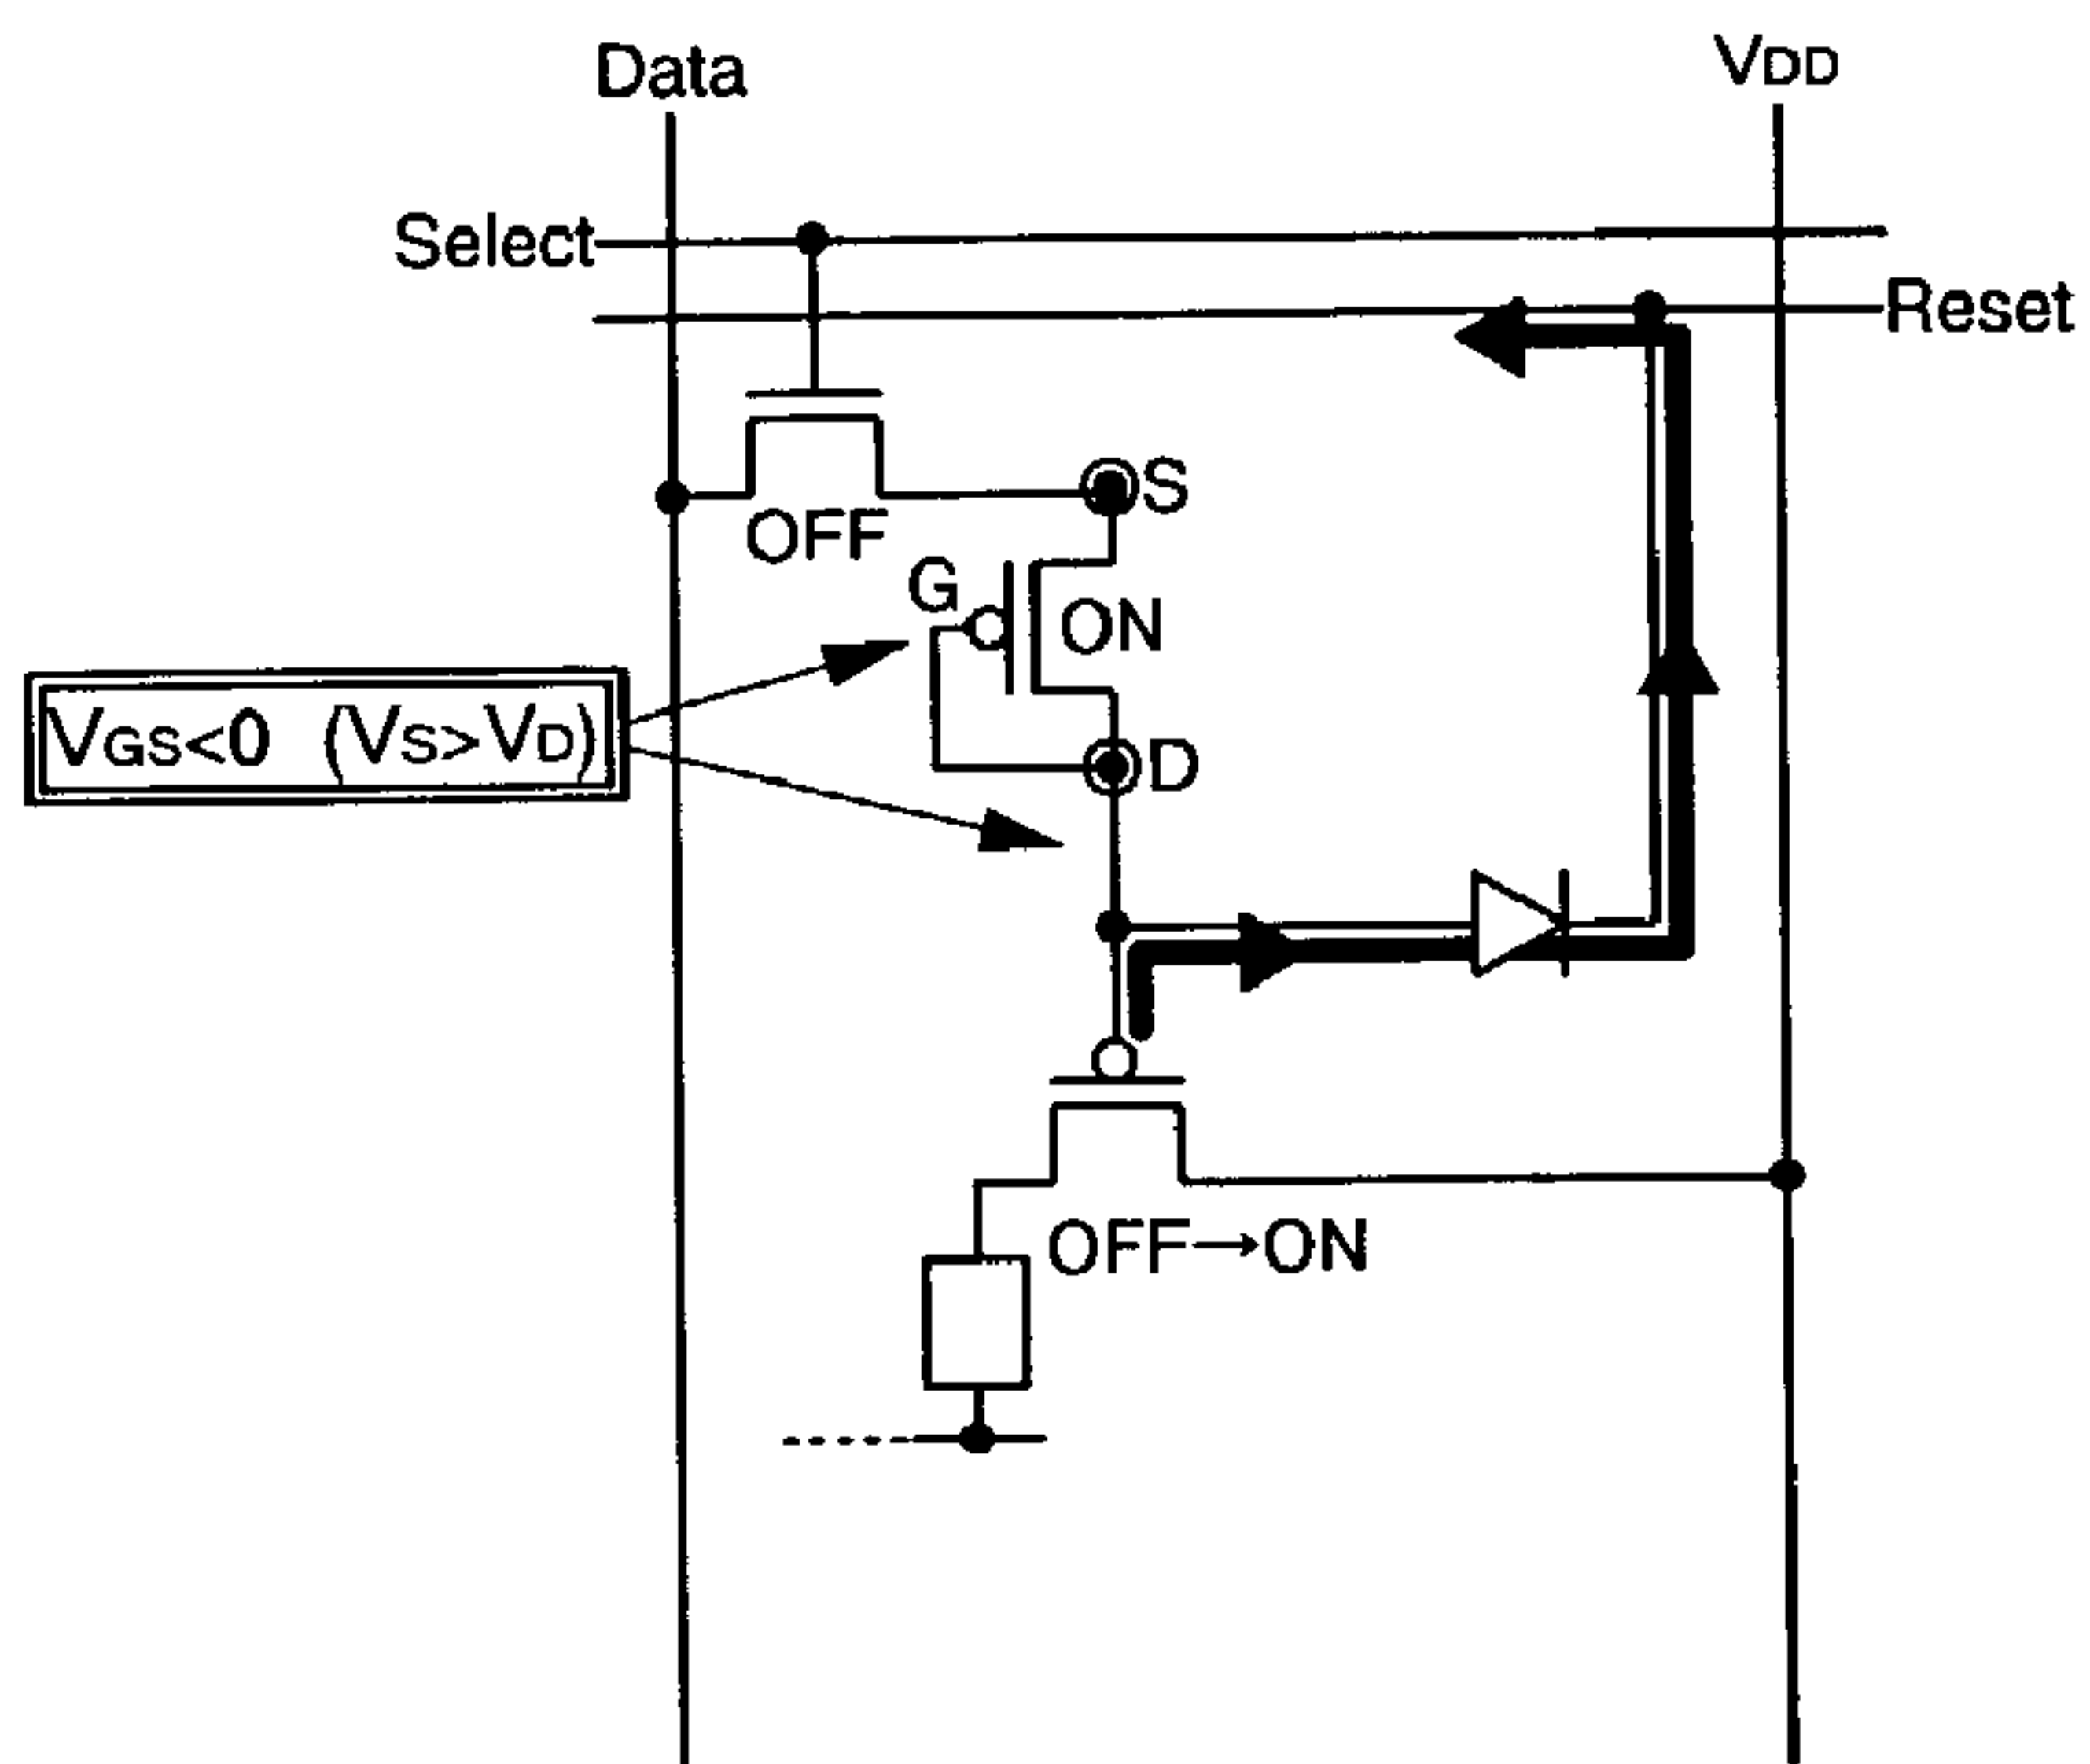 Data
VDD
Select
Reset
OFF
S
G
ON
VGS<0 (VS>VD)
D
OFF→ON